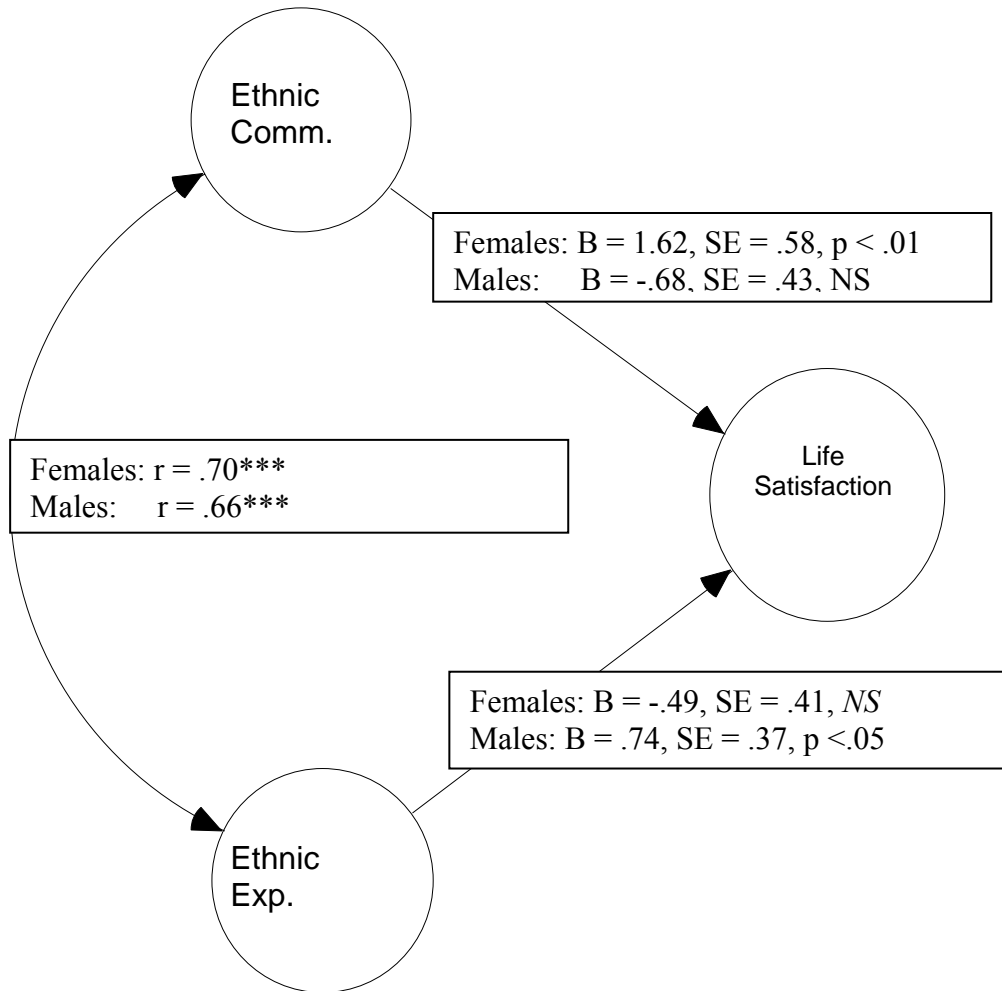 Ethnic
Comm.
Females: B = 1.62, SE = .58, p < .01
Males: B = -.68, SE = .43, NS
Females: r = .70***
Males: r = .66***
Life
Satisfaction
Females: B = -.49, SE = .41, NS
Males: B = .74, SE = .37, p <.05
Ethnic
Exp.